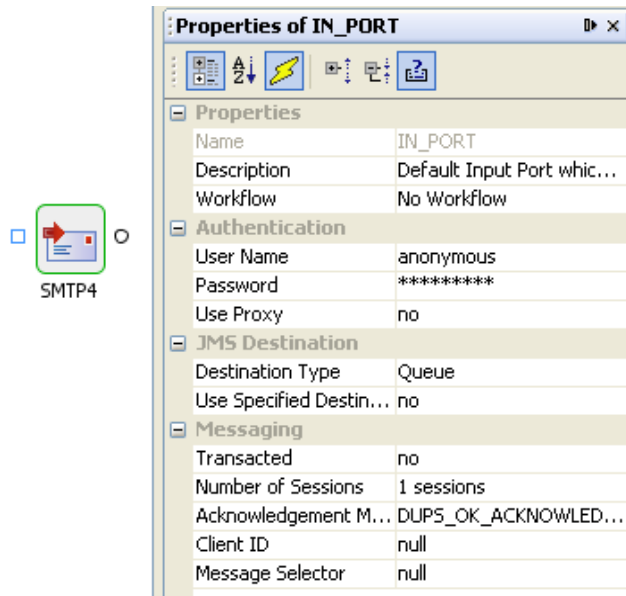 Properties of IN_PORT
Properties
Name IN_PORT
Description Default Input Port whic...
Workflow No Workflow
Authentication
User Name anonymous
Password *********
Use Proxy no
JMS Destination
Destination Type Queue
Use Specified Destin... no
Messaging
Transacted no
Number of Sessions 1 sessions
Acknowledgement M... DUPS_OK_ACKNOWLED...
Client ID null
Message Selector null
SMTP4